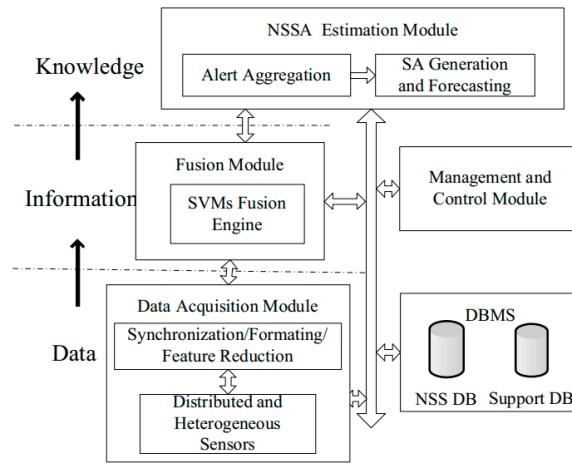 NSSA Estimation Module
Knowledge
Alert Aggregation
SA Generation
and Forecasting
Fusion Module
Information
SVMs Fusion
Engine
Management and
Control Module
Data Acquisition Module
Synchronization/Formating/
Feature Reduction
Data
Distributed and
Heterogeneous
Sensors
DBMS
NSS DB
Support DB